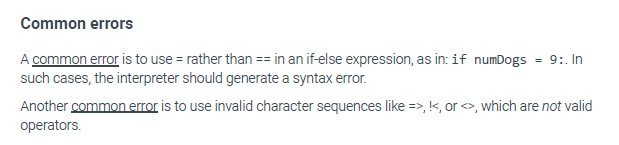 Common errors
A common error is to use = rather than == in an if-else expression, as in: if numDogs = 9:. In
such cases, the interpreter should generate a syntax error.
Another common error is to use invalid character sequences like =>, !<, or <>, which are not valid
operators.